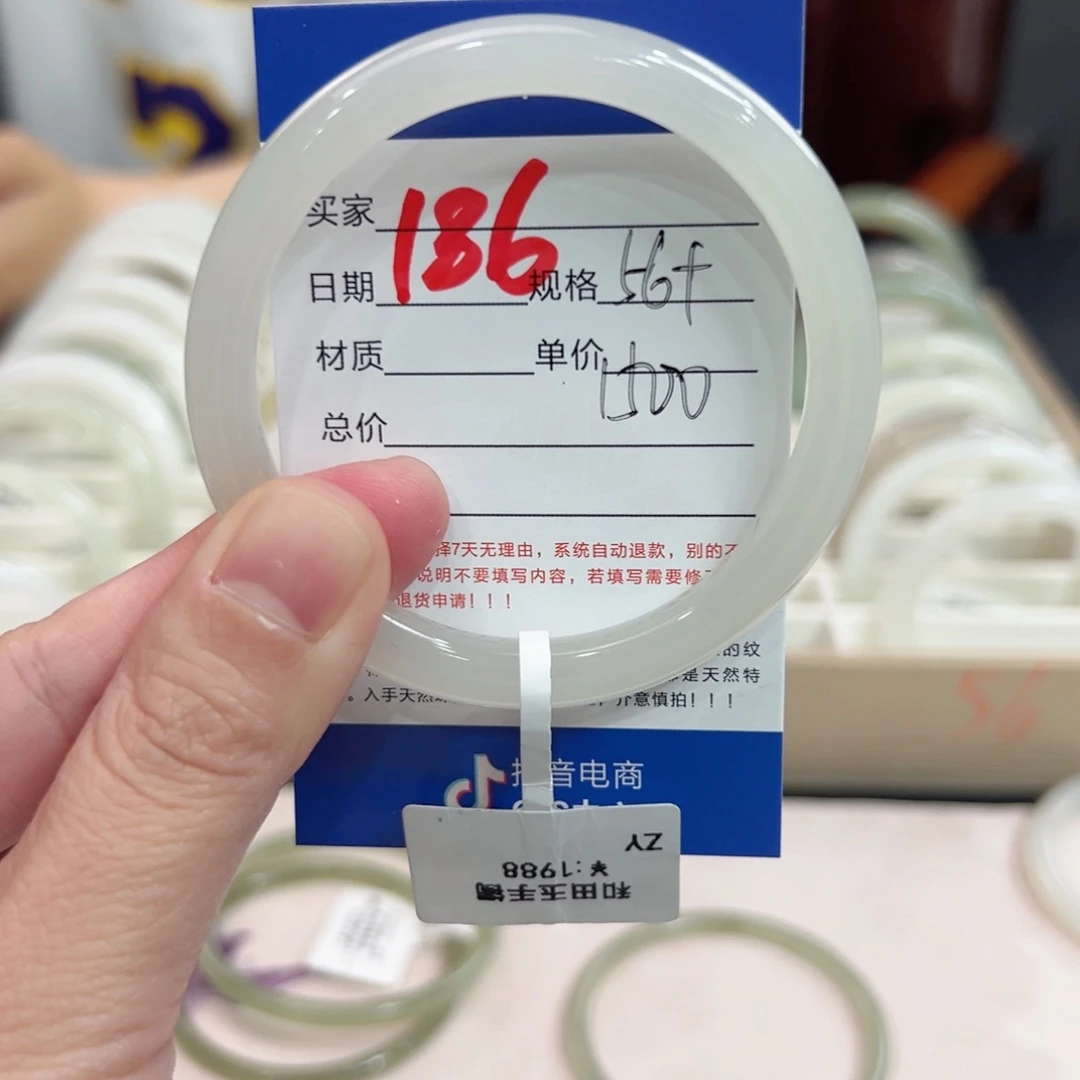 买家
186
日期 规格 56+
材质 单价 1500
总价
择7天无理由，系统自动退款，别的不
说明不要填写内容，若填写需要修
退货申请！！！
的纹
是天然特
。入手天然 ，介意慎拍！！！
抖音电商
ZY
¥:1988
和田玉手镯
56